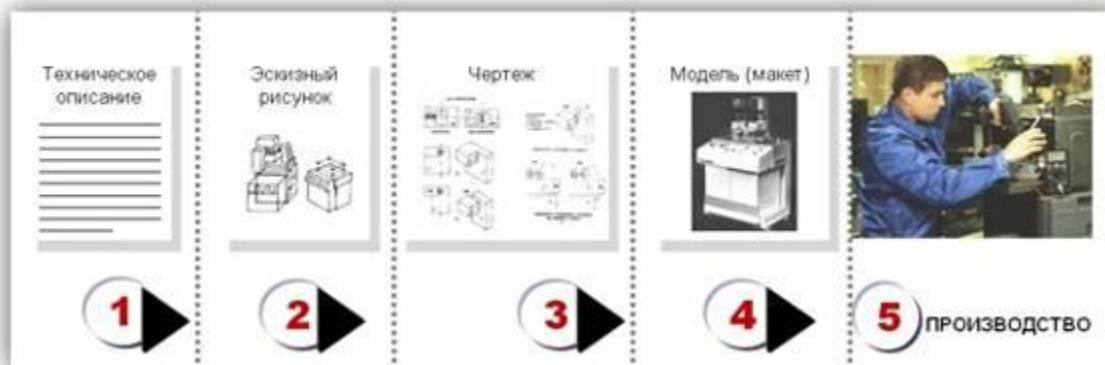 Техническое
описание
Эскизный
рисунок
Чертеж
Модель (макет)
1
2
3
4
5
ПРОИЗВОДСТВО